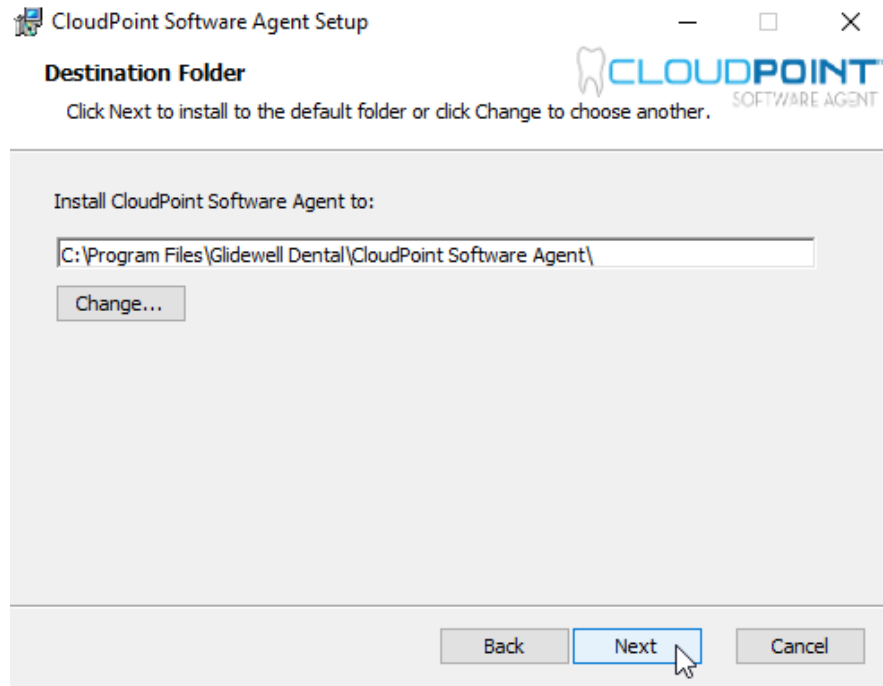 CloudPoint Software Agent Setup
Destination Folder
CLOUDPOINT™
SOFTWARE AGENT
Click Next to install to the default folder or click Change to choose another.
Install CloudPoint Software Agent to:
C:\Program Files\Glidewell Dental\CloudPoint Software Agent\
Change...
Back Next Cancel